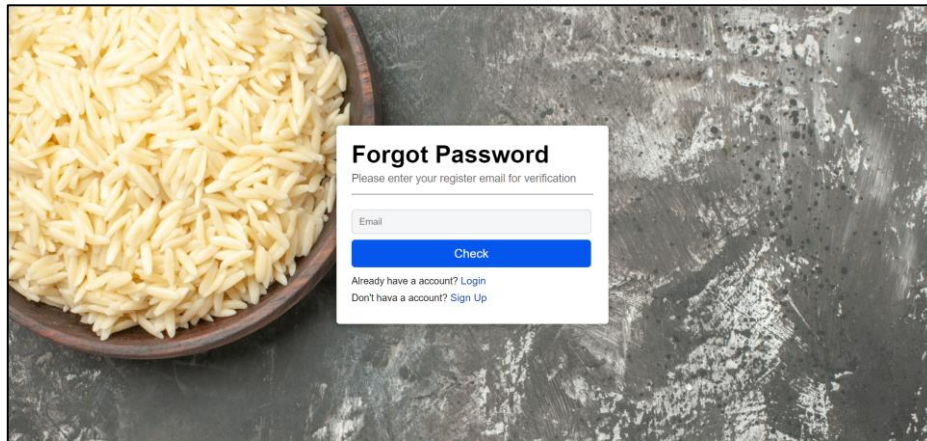 Forgot Password
Please enter your register email for verification
Email
Check
Already have a account? Login
Don't hava a account? Sign Up